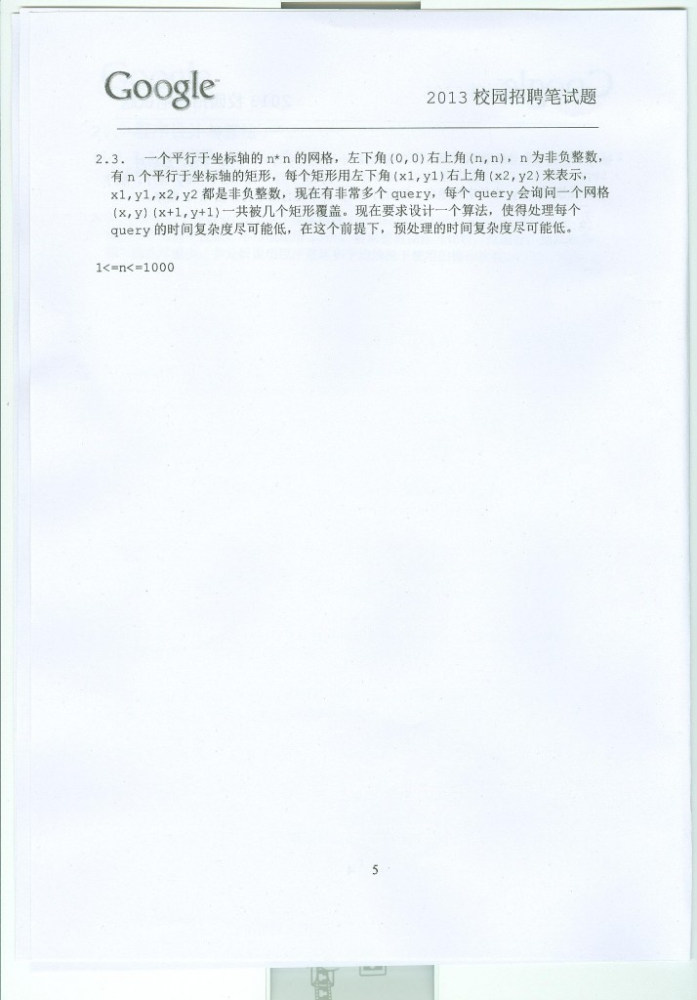 Google™
2013 校园招聘笔试题
2.3. 一个平行于坐标轴的 n*n 的网格，左下角(0,0)右上角(n,n)，n 为非负整数，
有 n 个平行于坐标轴的矩形，每个矩形用左下角(x1,y1)右上角(x2,y2)来表示，
x1,y1,x2,y2 都是非负整数，现在有非常多个 query，每个 query 会询问一个网格
(x,y)(x+1,y+1)一共被几个矩形覆盖。现在要求设计一个算法，使得处理每个
query 的时间复杂度尽可能低，在这个前提下，预处理的时间复杂度尽可能低。
1<=n<=1000
5